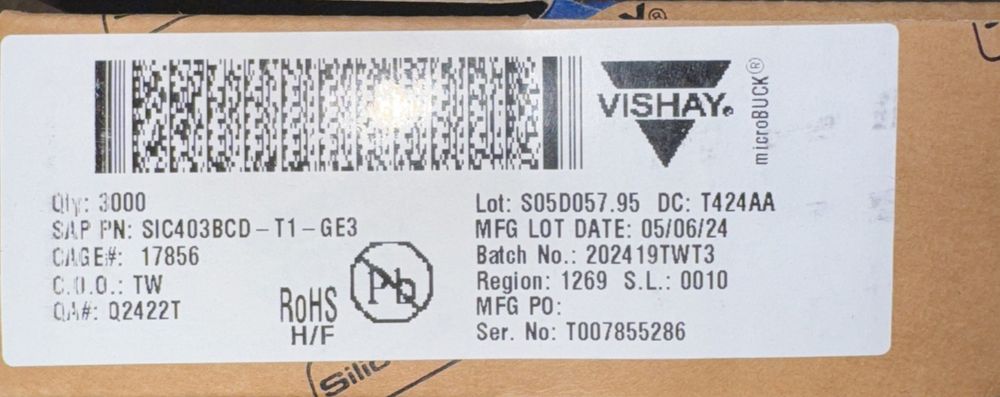 VISHAY®
microBUCK®
Qty: 3000
SAP PN: SIC403BCD-T1-GE3
CAGE#: 17856
C.O.O.: TW
QA#: Q2422T
RoHS
H/F
Pb
Lot: S05D057.95 DC: T424AA
MFG LOT DATE: 05/06/24
Batch No.: 202419TWT3
Region: 1269 S.L.: 0010
MFG PO:
Ser. No: T007855286